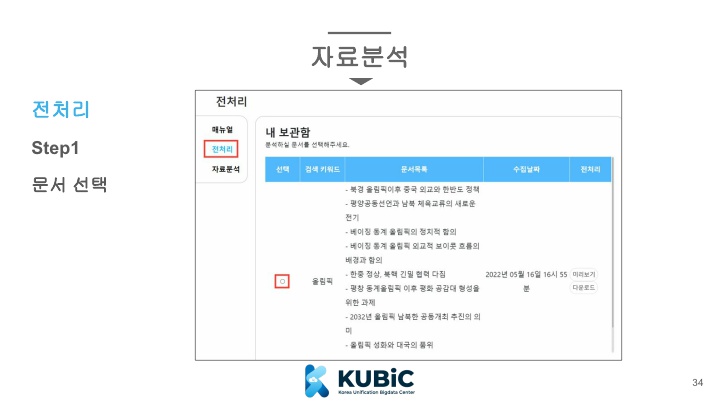 자료분석
전처리
Step1
문서 선택
전처리
매뉴얼
전처리
자료분석
내 보관함
분석하실 문서를 선택해주세요.
선택 검색 키워드 문서목록 수집날짜 전처리
- 북경 올림픽이후 중국 외교와 한반도 정책
- 평양공동선언과 남북 체육교류의 새로운
전기
- 베이징 동계 올림픽의 정치적 함의
- 베이징 동계 올림픽 외교적 보이콧 흐름의
배경과 함의
- 한중 정상, 북핵 긴밀 협력 다짐
- 평창 동계올림픽 이후 평화 공감대 형성을
위한 과제
- 2032년 올림픽 남북한 공동개최 추진의 의
미
- 올림픽 성화와 대국의 품위
올림픽
2022년 05월 16일 16시 55
분
미리보기
다운로드
KUBiC
Korea Unification Bigdata Center
34